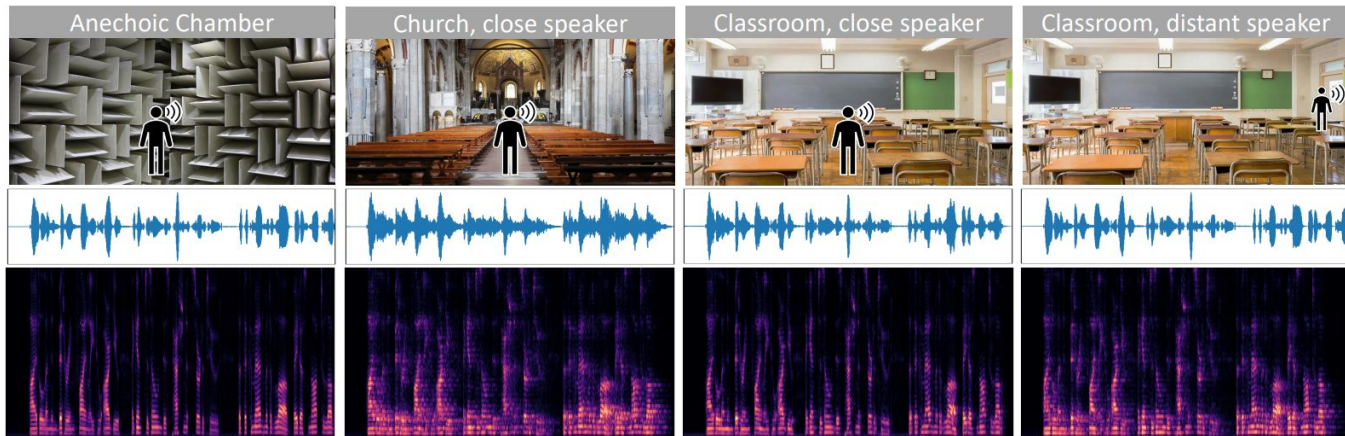 Anechoic Chamber
Church, close speaker
Classroom, close speaker
Classroom, distant speaker